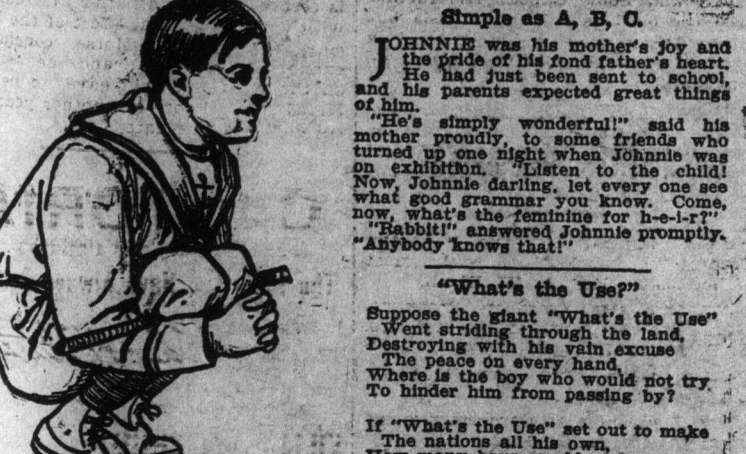 Simple as A, B, C.
JOHNNIE was his mother's joy and
the pride of his fond father's heart.
He had just been sent to school,
and his parents expected great things
of him.
"He's simply wonderful!" said his
mother proudly, to some friends who
turned up one night when Johnnie was
on exhibition. "Listen to the child!
Now, Johnnie darling, let every one see
what good grammar you know. Come,
now, what's the feminine for h-e-i-r?"
"Rabbit!" answered Johnnie promptly.
"Anybody knows that!"
"What's the Use?"
Suppose the giant "What's the Use"
Went striding through the land,
Destroying with his vain excuse
The peace on every hand,
Where is the boy who would not try
To hinder him from passing by?
If "What's the Use" set out to make
The nations all his own,